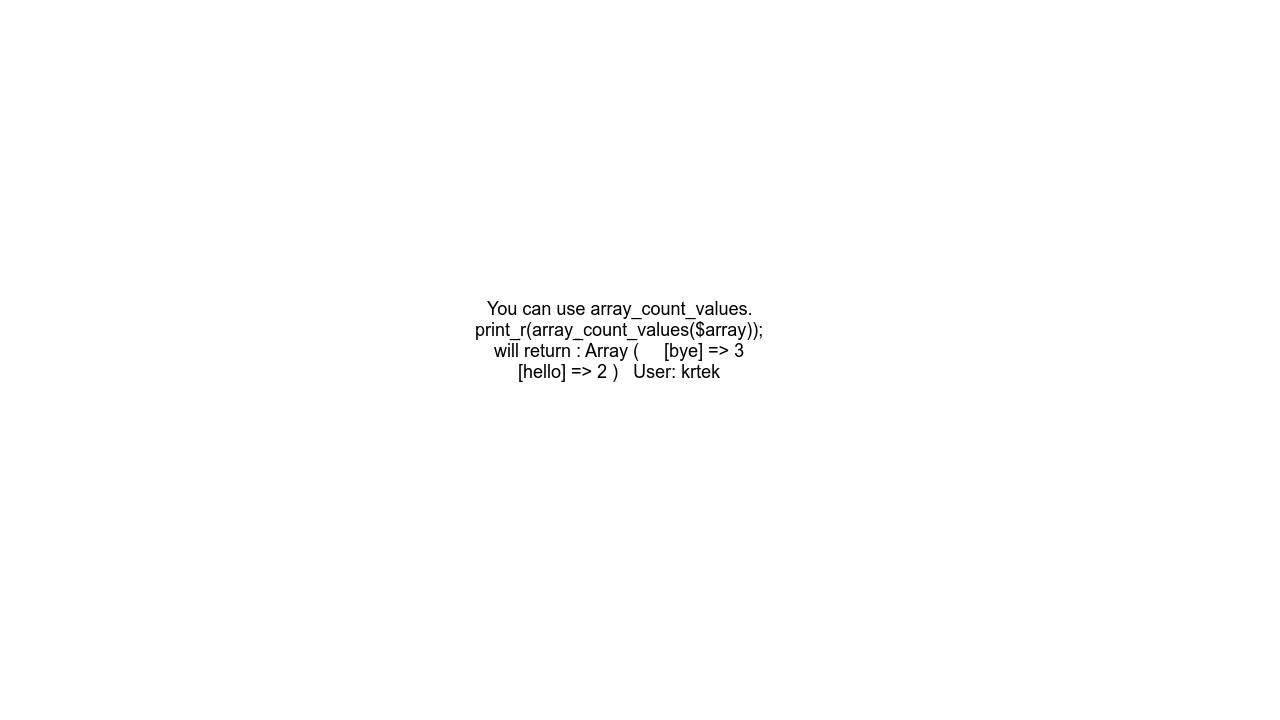 You can use array_count_values.
print_r(array_count_values($array));
will return : Array (     [bye] => 3
[hello] => 2 )   User: krtek